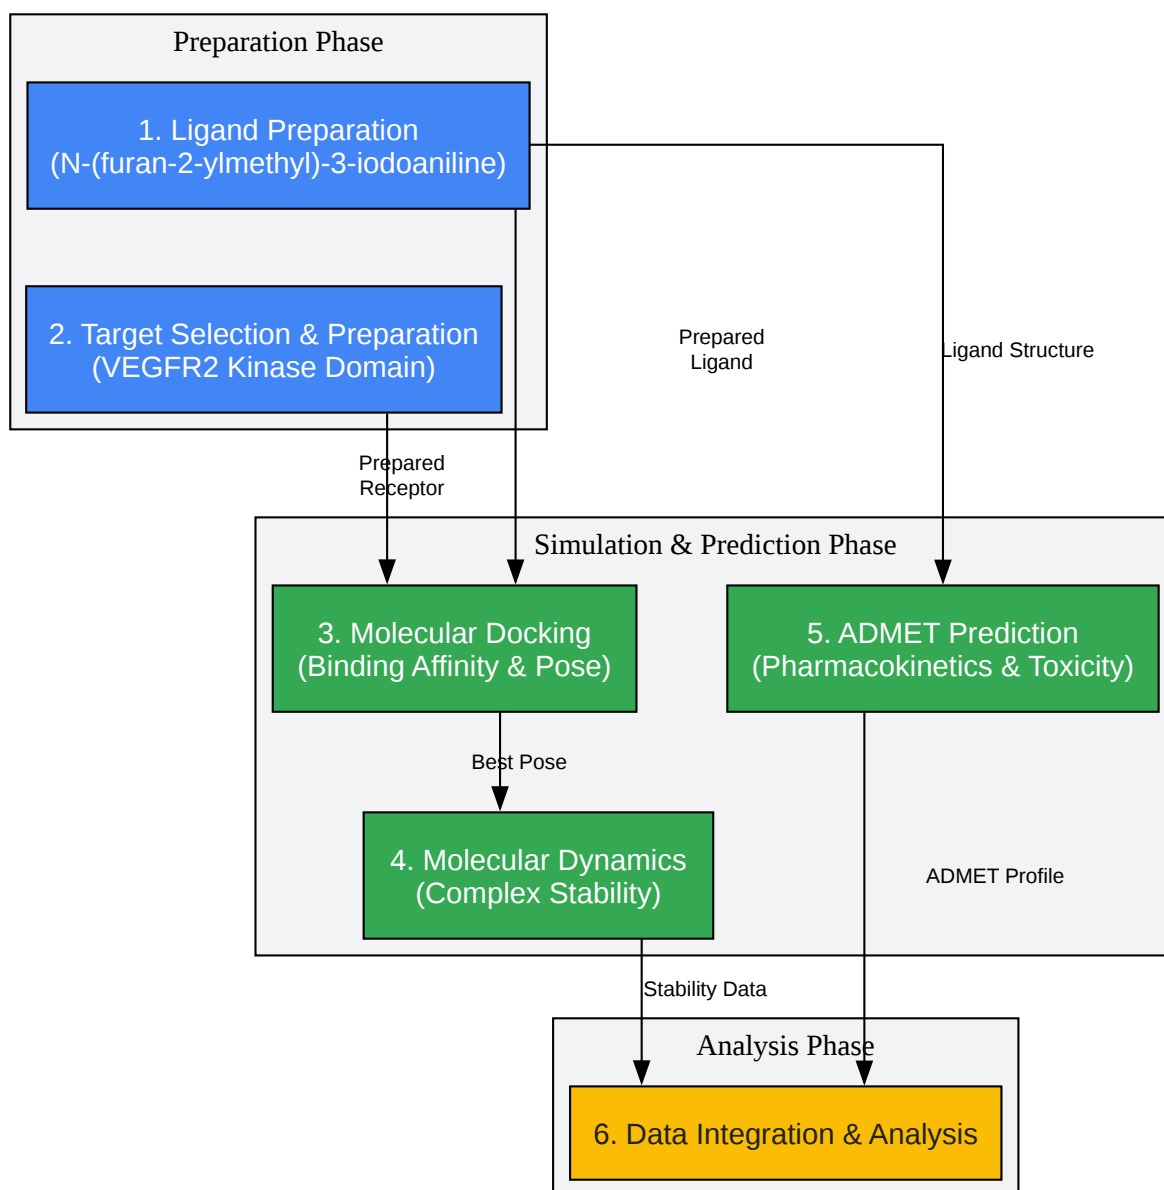 Preparation Phase
1. Ligand Preparation
(N-(furan-2-ylmethyl)-3-iodoaniline)
2. Target Selection & Preparation
(VEGFR2 Kinase Domain)
Prepared
Ligand
Ligand Structure
Prepared
Receptor
Simulation & Prediction Phase
3. Molecular Docking
(Binding Affinity & Pose)
5. ADMET Prediction
(Pharmacokinetics & Toxicity)
Best Pose
4. Molecular Dynamics
(Complex Stability)
ADMET Profile
Stability Data
Analysis Phase
6. Data Integration & Analysis